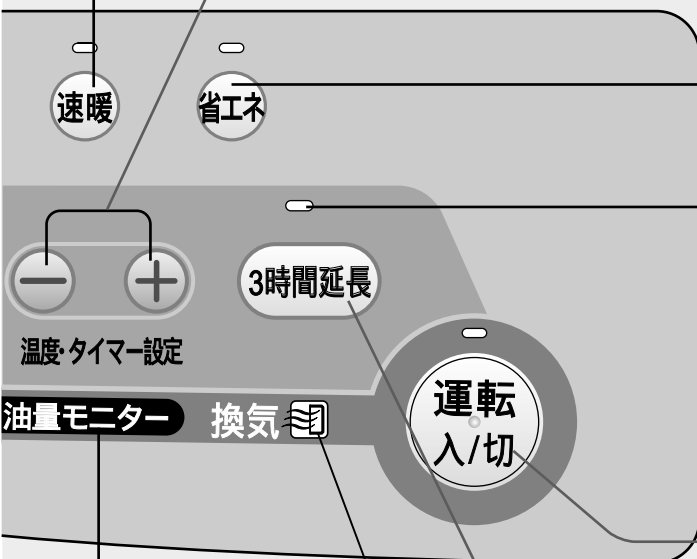 速暖
省エネ
3時間延長
温度・タイマー設定
運転
入/切
油量モニター
換気